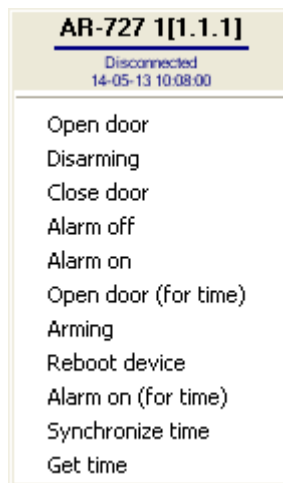 AR-727 1[1.1.1]
Disconnected
14-05-13 10:08:00
Open door
Disarming
Close door
Alarm off
Alarm on
Open door (for time)
Arming
Reboot device
Alarm on (for time)
Synchronize time
Get time